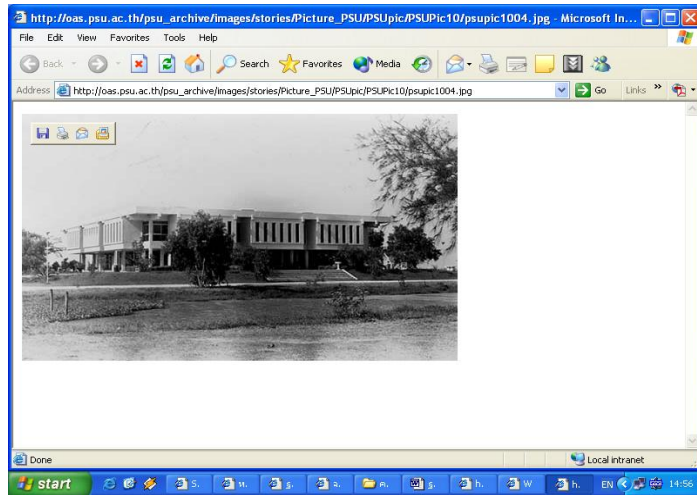 http://oas.psu.ac.th/psu_archive/images/stories/Picture_PSU/PSUpic/PSUPic10/psupic1004.jpg - Microsoft In...
File Edit View Favorites Tools Help
Back Search Favorites Media
Address http://oas.psu.ac.th/psu_archive/images/stories/Picture_PSU/PSUpic/PSUPic10/psupic1004.jpg Go Links »
Done Local intranet
start S. h. W h. EN 14:56